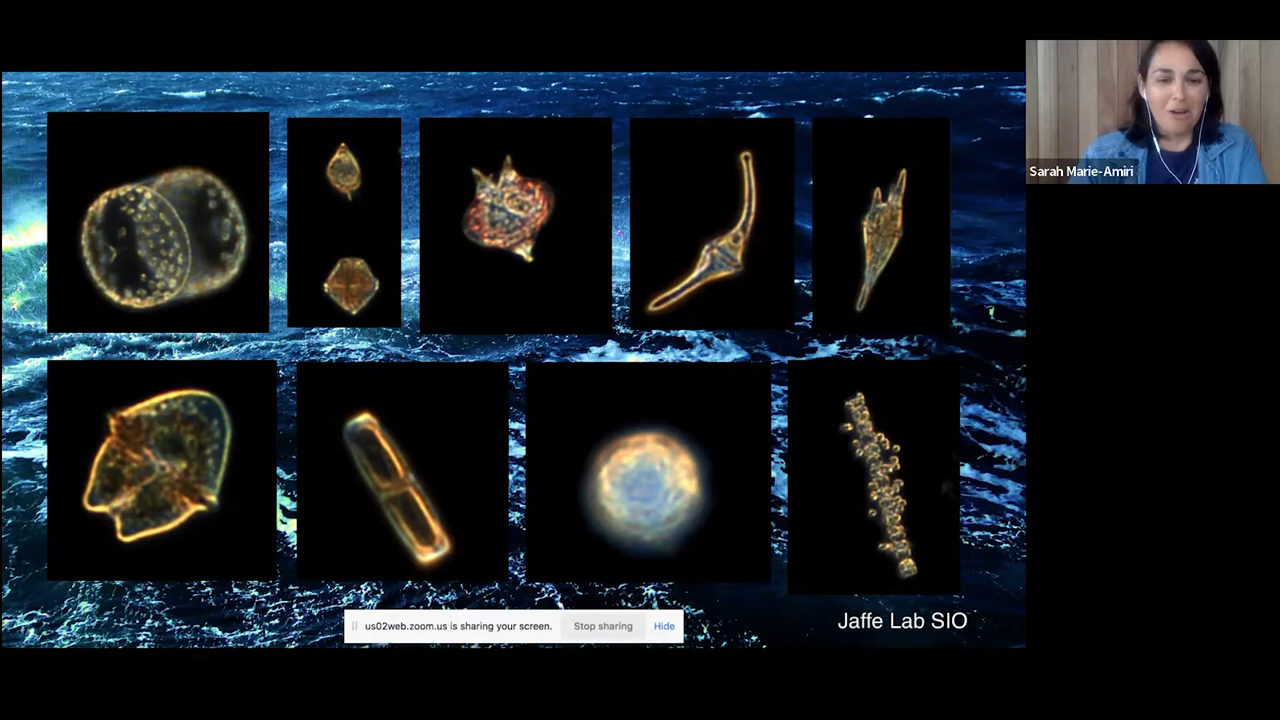 Sarah Marie-Amiri
Jaffe Lab SIO
us02web.zoom.us is sharing your screen. Stop sharing Hide